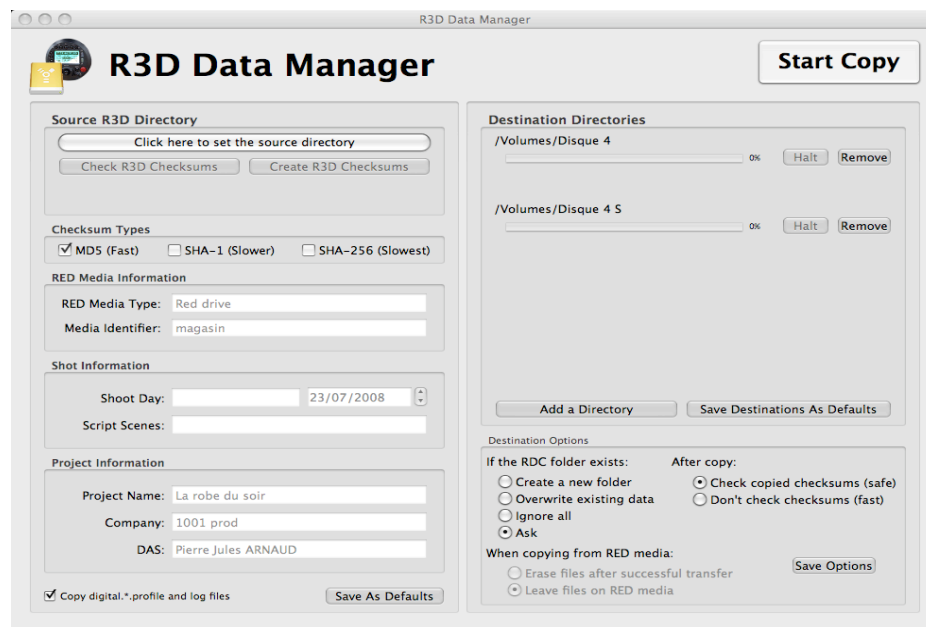 R3D Data Manager
R3D Data Manager
Start Copy
Source R3D Directory
Click here to set the source directory
Check R3D Checksums
Create R3D Checksums
Checksum Types
MD5 (Fast)
SHA-1 (Slower)
SHA-256 (Slowest)
RED Media Information
RED Media Type: Red drive
Media Identifier: magasin
Shot Information
Shoot Day: 23/07/2008
Script Scenes:
Project Information
Project Name: La robe du soir
Company: 1001 prod
DAS: Pierre Jules ARNAUD
Copy digital.*.profile and log files
Save As Defaults
Destination Directories
/Volumes/Disque 4
0% Halt Remove
/Volumes/Disque 4 S
0% Halt Remove
Add a Directory
Save Destinations As Defaults
Destination Options
If the RDC folder exists:
Create a new folder
Overwrite existing data
Ignore all
Ask
After copy:
Check copied checksums (safe)
Don't check checksums (fast)
When copying from RED media:
Erase files after successful transfer
Leave files on RED media
Save Options